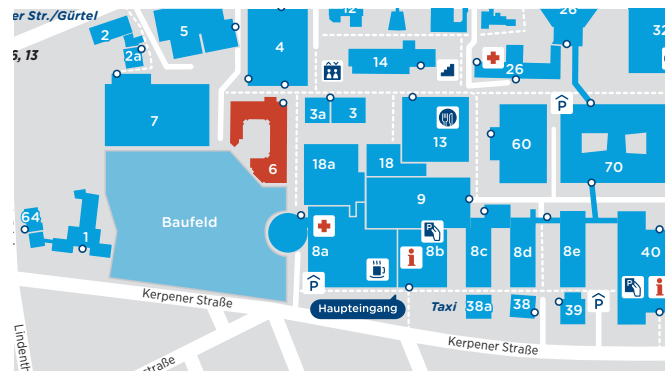 er Str./Gürtel
5, 13
2
2a
5
4
12
14
26
26
32
7
6
3a
3
13
60
70
18a
18
9
64
1
Baufeld
8a
8b
8c
8d
8e
40
P
P
P
Kerpener Straße
Haupteingang
Taxi
38a
38
39
Kerpener Straße
Lindenth
straße